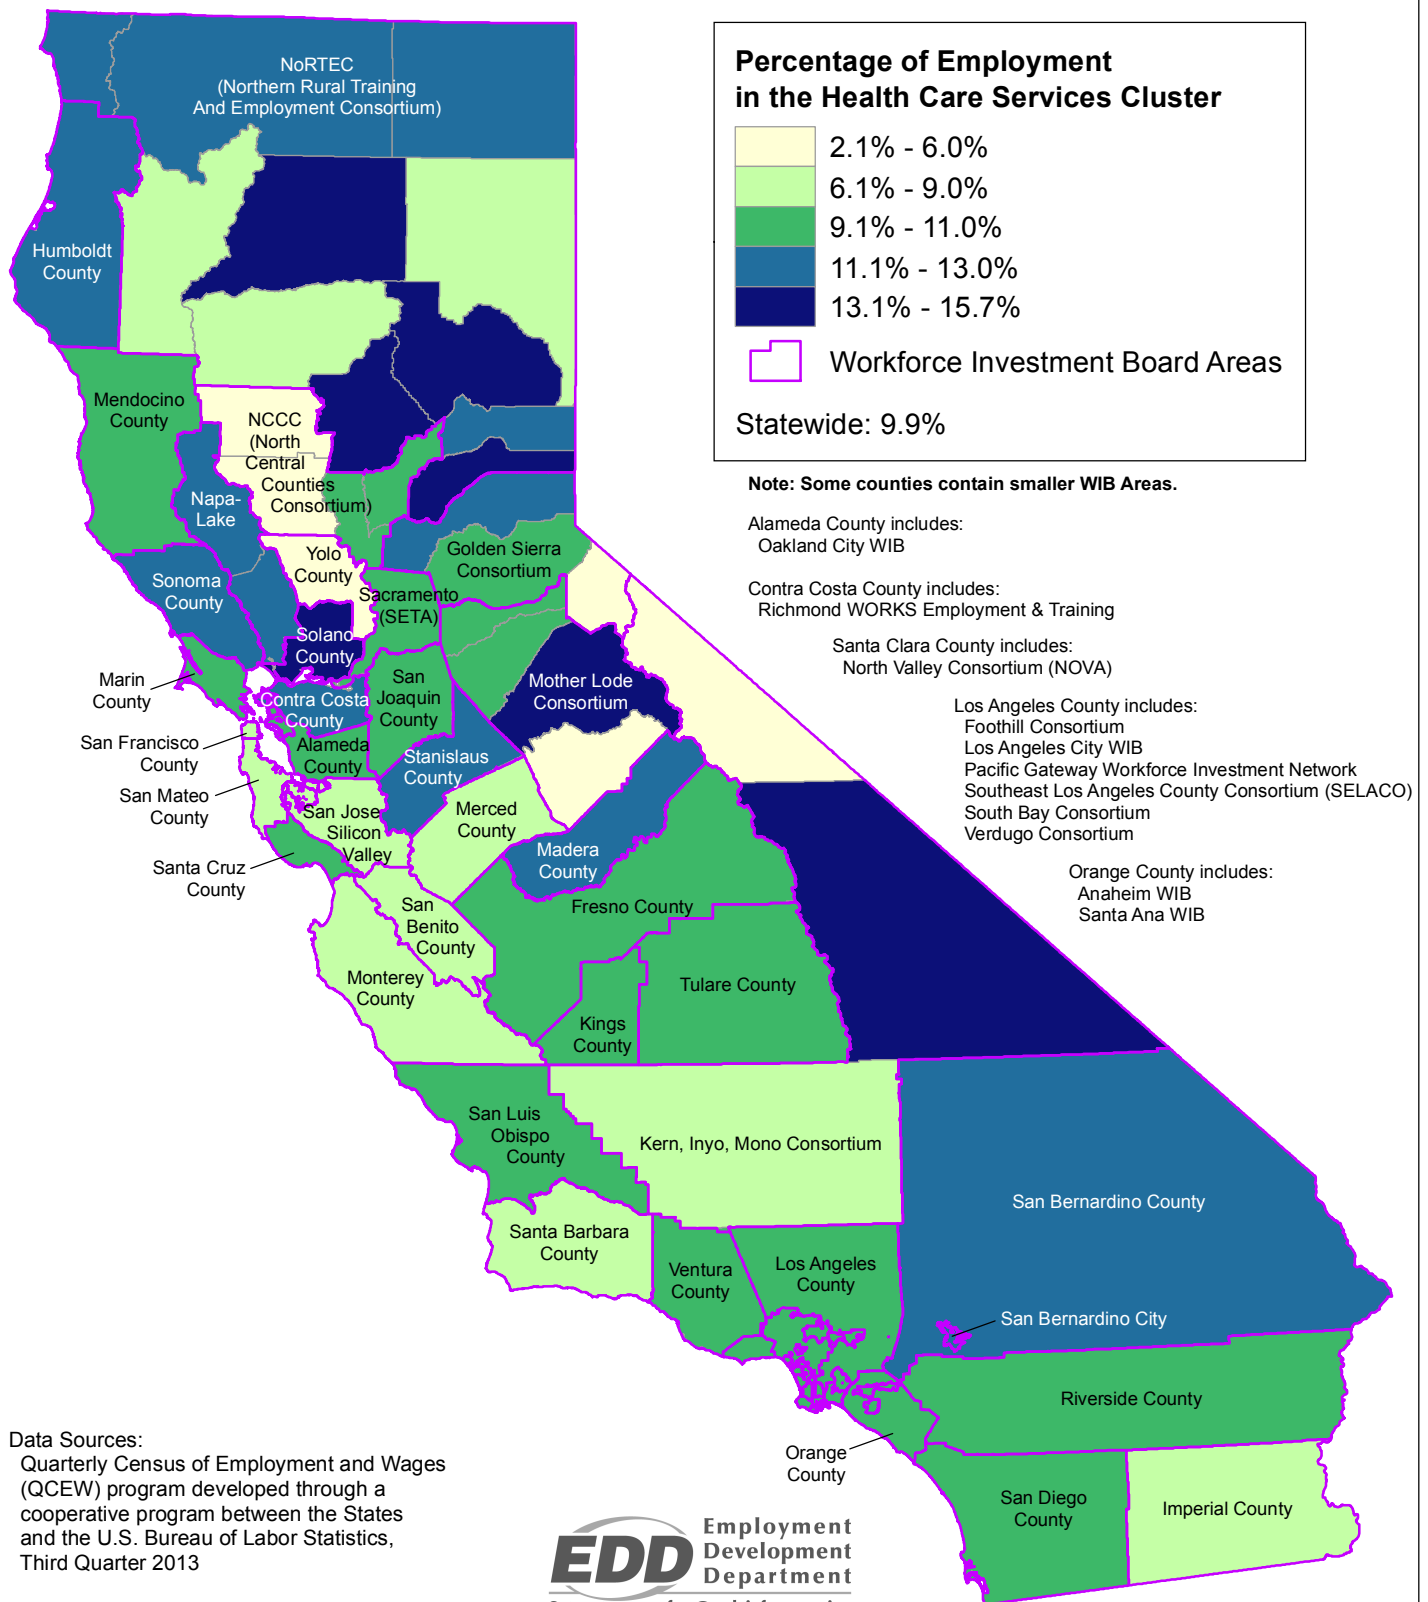 Percentage of Employment
in the Health Care Services Cluster
2.1% - 6.0%
6.1% - 9.0%
9.1% - 11.0%
11.1% - 13.0%
13.1% - 15.7%
Workforce Investment Board Areas
Statewide: 9.9%
Note: Some counties contain smaller WIB Areas.
Alameda County includes:
Oakland City WIB
Contra Costa County includes:
Richmond WORKS Employment & Training
Santa Clara County includes:
North Valley Consortium (NOVA)
Los Angeles County includes:
Foothill Consortium
Los Angeles City WIB
Pacific Gateway Workforce Investment Network
Southeast Los Angeles County Consortium (SELACO)
South Bay Consortium
Verdugo Consortium
Orange County includes:
Anaheim WIB
Santa Ana WIB
NoRTEC
(Northern Rural Training
And Employment Consortium)
Humboldt
County
Mendocino
County
NCCC
(North
Central
Counties
Consortium)
Napa-
Lake
Yolo
County
Golden Sierra
Consortium
Sonoma
County
Sacramento
(SETA)
Solano
County
Marin
County
Contra Costa
County
San
Joaquin
County
Mother Lode
Consortium
San Francisco
County
Alameda
County
Stanislaus
County
San Mateo
County
San Jose
Silicon
Valley
Merced
County
Santa Cruz
County
Madera
County
San
Benito
County
Fresno County
Monterey
County
Tulare County
Kings
County
San Luis
Obispo
County
Kern, Inyo, Mono Consortium
San Bernardino County
Santa Barbara
County
Ventura
County
Los Angeles
County
San Bernardino City
Riverside County
Orange
County
San Diego
County
Imperial County
Data Sources:
Quarterly Census of Employment and Wages
(QCEW) program developed through a
cooperative program between the States
and the U.S. Bureau of Labor Statistics,
Third Quarter 2013
EDD
Employment
Development
Department